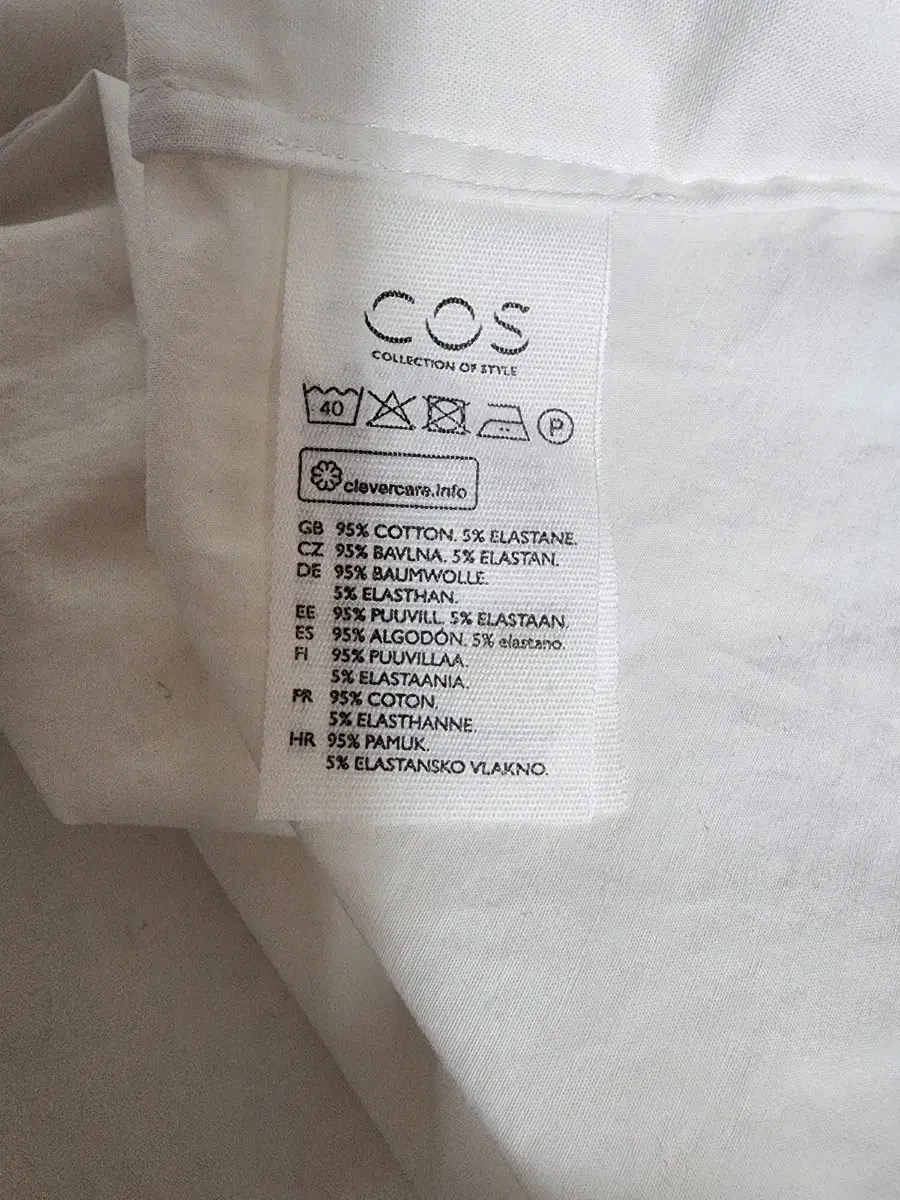 COS
COLLECTION OF STYLE
40 P
clevercare.info
GB 95% COTTON. 5% ELASTANE.
CZ 95% BAVLNA. 5% ELASTAN.
DE 95% BAUMWOLLE.
5% ELASTHAN.
EE 95% PUUVILL. 5% ELASTAAN.
ES 95% ALGODÓN. 5% elastano.
FI 95% PUUVILLAA.
5% ELASTAANIA.
FR 95% COTON.
5% ELASTHANNE.
HR 95% PAMUK.
5% ELASTANSKO VLAKNO.